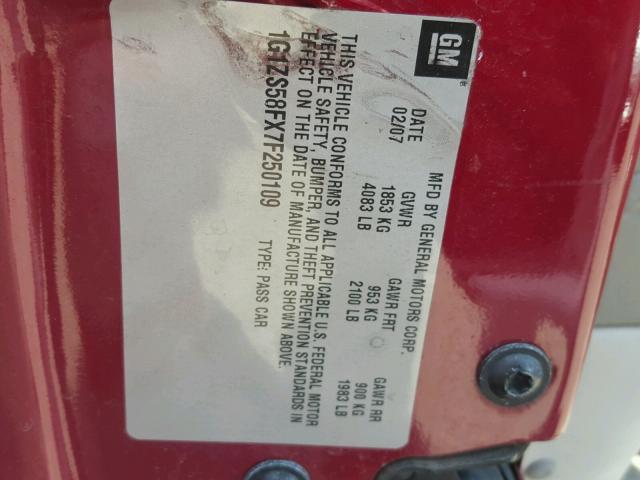 GM
MFD BY GENERAL MOTORS CORP.
DATE GVWR GAWR FRT GAWR RR
02/07 1853 KG 953 KG 900 KG
4083 LB 2100 LB 1983 LB
THIS VEHICLE CONFORMS TO ALL APPLICABLE U.S. FEDERAL MOTOR
VEHICLE SAFETY, BUMPER, AND THEFT PREVENTION STANDARDS IN
EFFECT ON THE DATE OF MANUFACTURE SHOWN ABOVE.
1G1ZS58FX7F250109 TYPE: PASS CAR